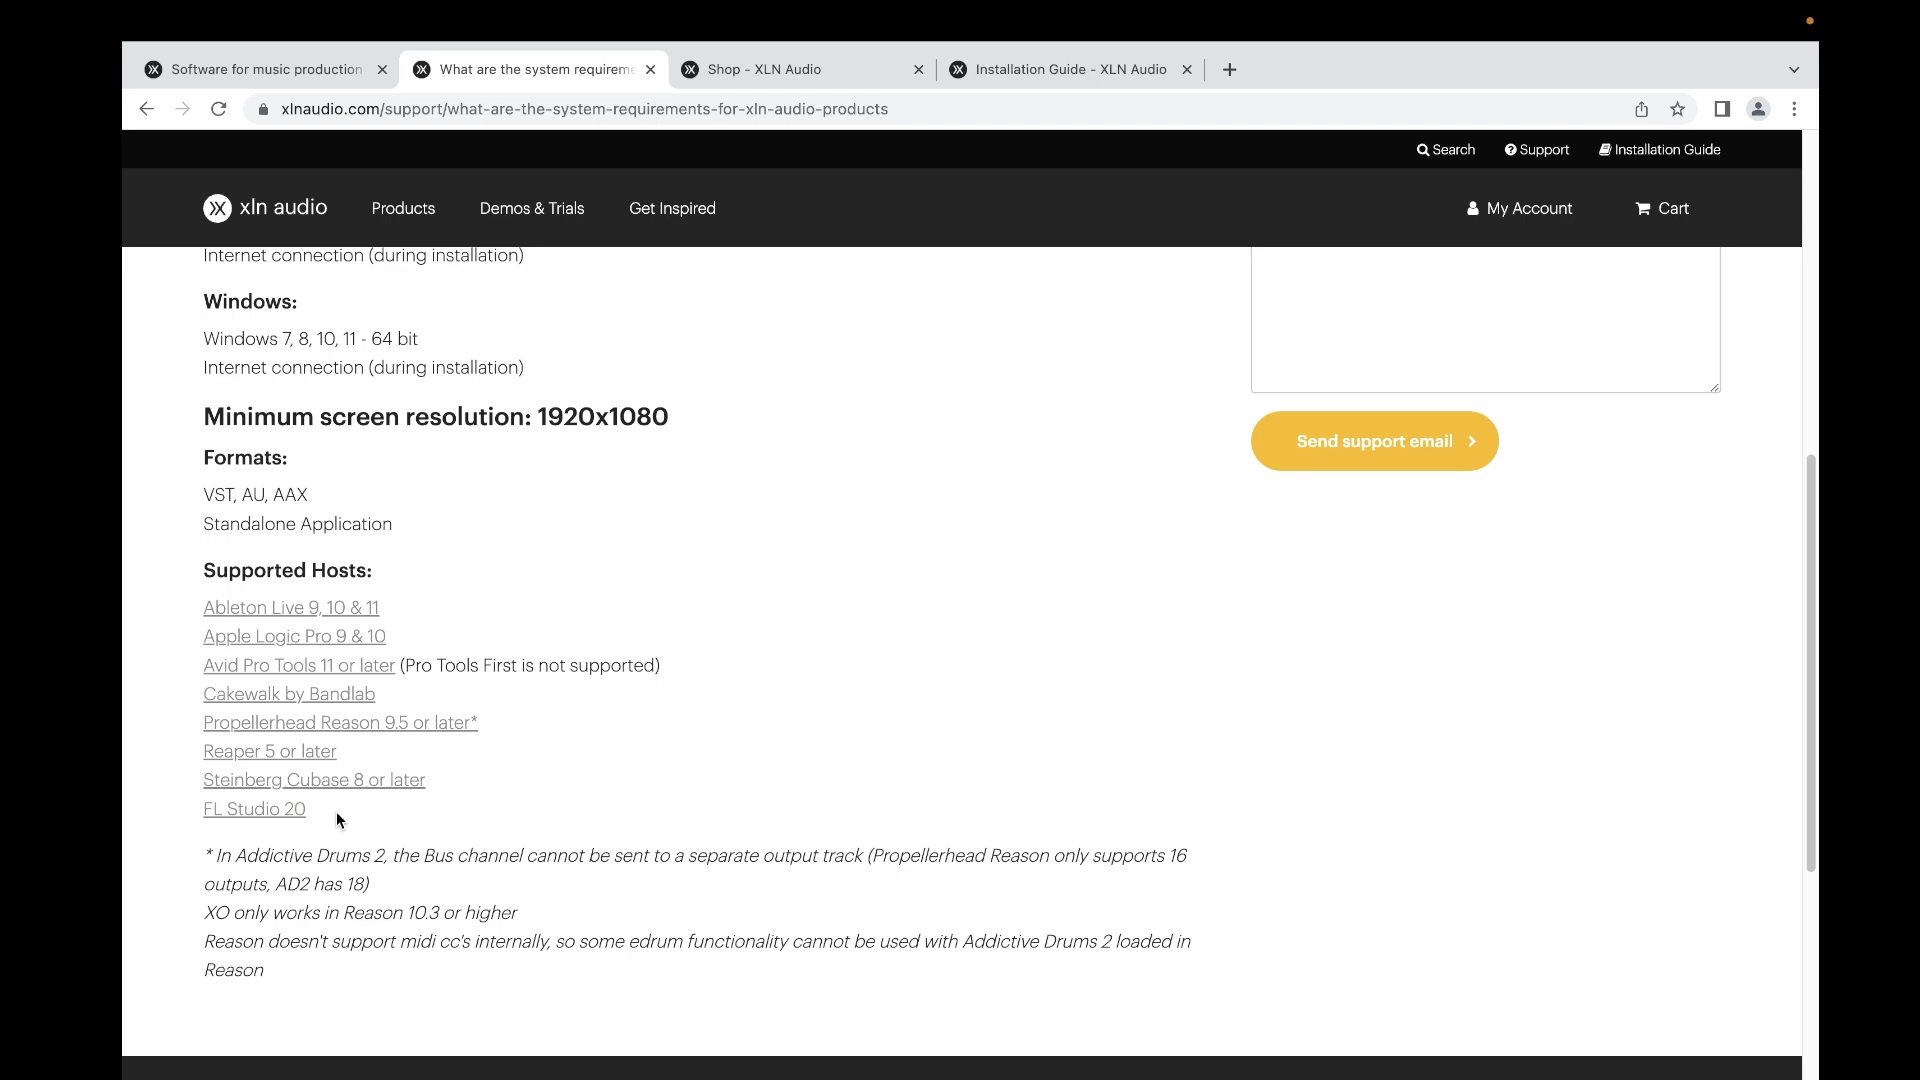 Software for music production
What are the system requireme
Shop - XLN Audio
Installation Guide - XLN Audio
xlnaudio.com/support/what-are-the-system-requirements-for-xln-audio-products
Search
Support
Installation Guide
xln audio
Products
Demos & Trials
Get Inspired
My Account
Cart
Internet connection (during installation)
Windows:
Windows 7, 8, 10, 11 - 64 bit
Internet connection (during installation)
Minimum screen resolution: 1920x1080
Formats:
VST, AU, AAX
Standalone Application
Supported Hosts:
Ableton Live 9, 10 & 11
Apple Logic Pro 9 & 10
Avid Pro Tools 11 or later (Pro Tools First is not supported)
Cakewalk by Bandlab
Propellerhead Reason 9.5 or later*
Reaper 5 or later
Steinberg Cubase 8 or later
FL Studio 20
* In Addictive Drums 2, the Bus channel cannot be sent to a separate output track (Propellerhead Reason only supports 16
outputs, AD2 has 18)
XO only works in Reason 10.3 or higher
Reason doesn't support midi cc's internally, so some edrum functionality cannot be used with Addictive Drums 2 loaded in
Reason
Send support email